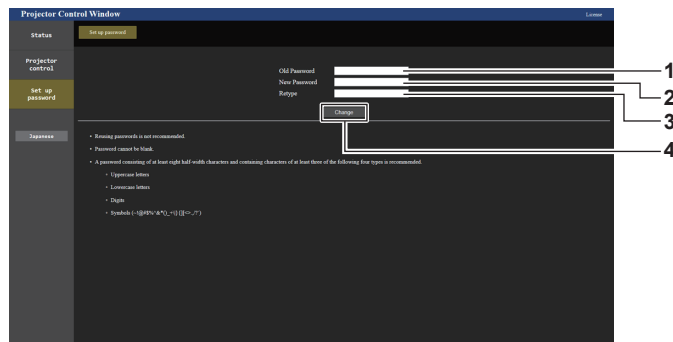 Projector Control Window
License
Status
Set up password
Projector
control
Set up
password
Japanese
Old Password
1
New Password
2
Retype
3
Change
4
• Reusing passwords is not recommended.
• Password cannot be blank.
• A password consisting of at least eight half-width characters and containing characters of at least three of the following four types is recommended.
• Uppercase letters
• Lowercase letters
• Digits